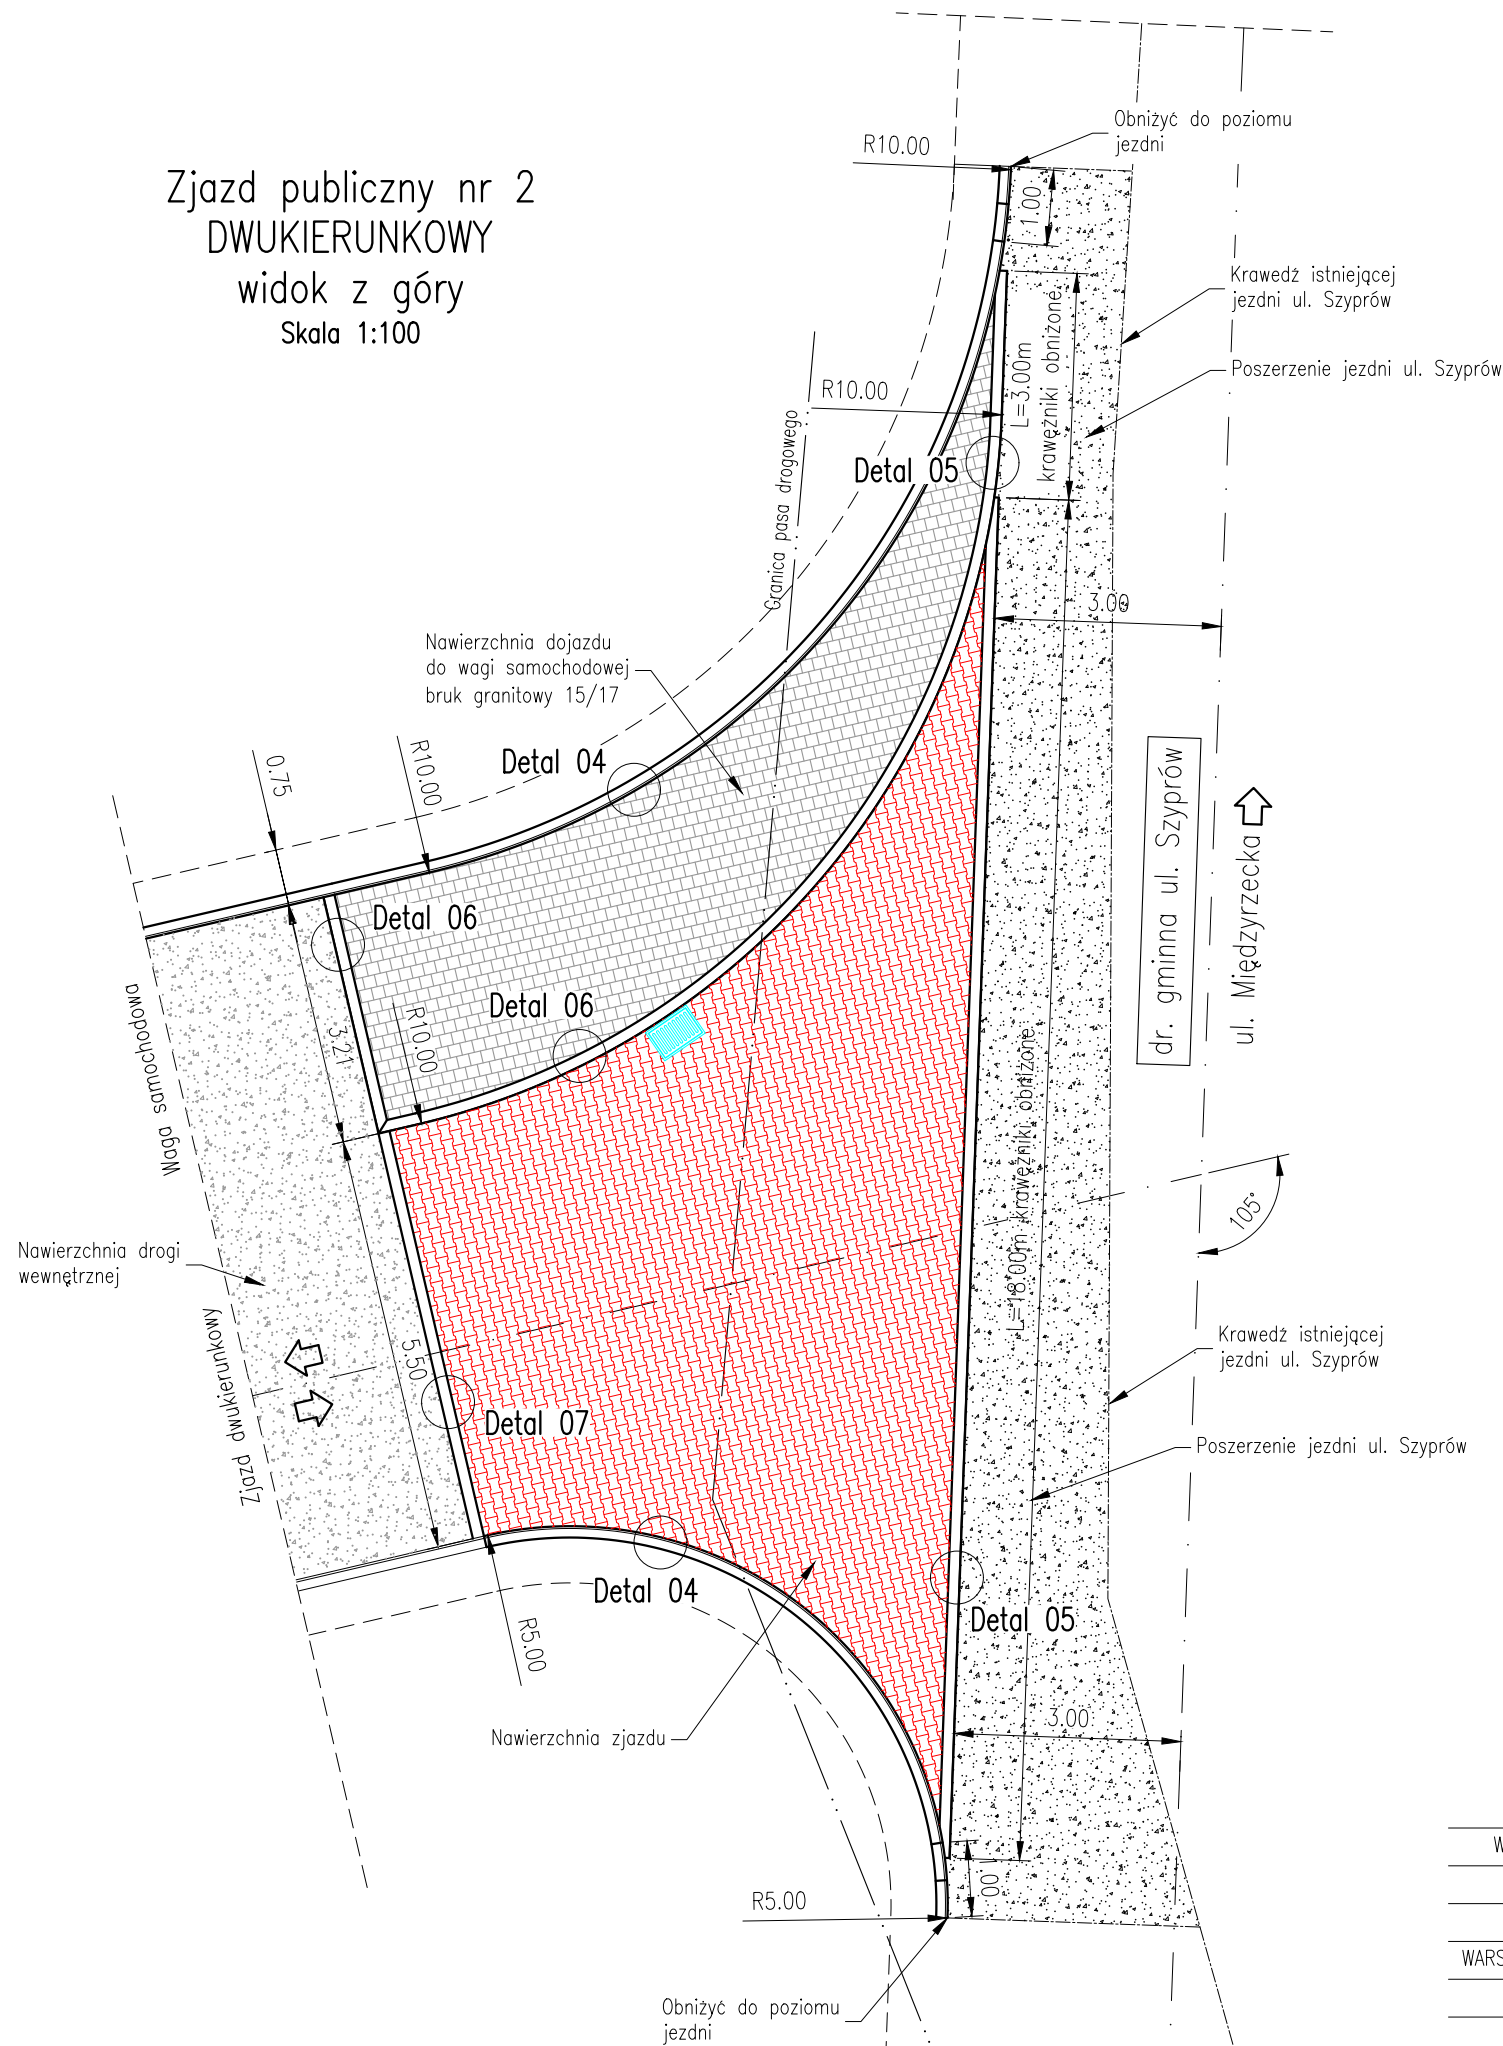 Zjazd publiczny nr 2
DWUKIERUNKOWY
widok z góry
Skala 1:100
R10.00
Obniżyć do poziomu
jezdni
1.00
Krawedź istniejącej
jezdni ul. Szyprów
Poszerzenie jezdni ul. Szyprów
L=3.00m
krawężniki obniżone
R10.00
Detal 05
Granica pasa drogowego
3.00
Nawierzchnia dojazdu
do wagi samochodowej
bruk granitowy 15/17
Detal 04
R10.00
0.75
dr. gminna ul. Szyprów
ul. Międzyrzecka
Detal 06
Detal 06
R10.00
3.21
Waga samochodowa
L=18.00m krawężniki obniżone
105°
Nawierzchnia drogi
wewnętrznej
Zjazd dwukierunkowy
5.50
Detal 07
Krawedź istniejącej
jezdni ul. Szyprów
Poszerzenie jezdni ul. Szyprów
Detal 04
Detal 05
R5.00
Nawierzchnia zjazdu
3.00
W
R5.00
.00
WARS
Obniżyć do poziomu
jezdni